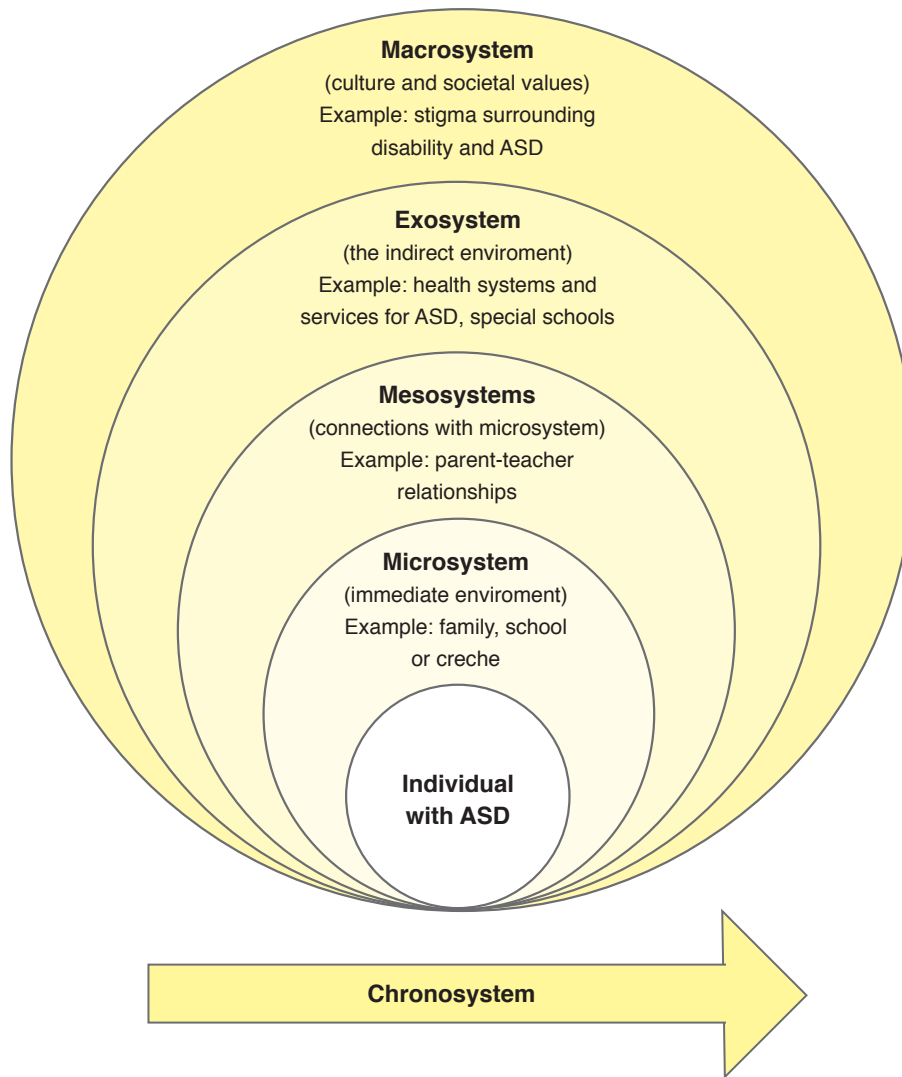 Macrosystem
(culture and societal values)
Example: stigma surrounding
disability and ASD
Exosystem
(the indirect enviroment)
Example: health systems and
services for ASD, special schools
Mesosystems
(connections with microsystem)
Example: parent-teacher
relationships
Microsystem
(immediate enviroment)
Example: family, school
or creche
Individual
with ASD
Chronosystem